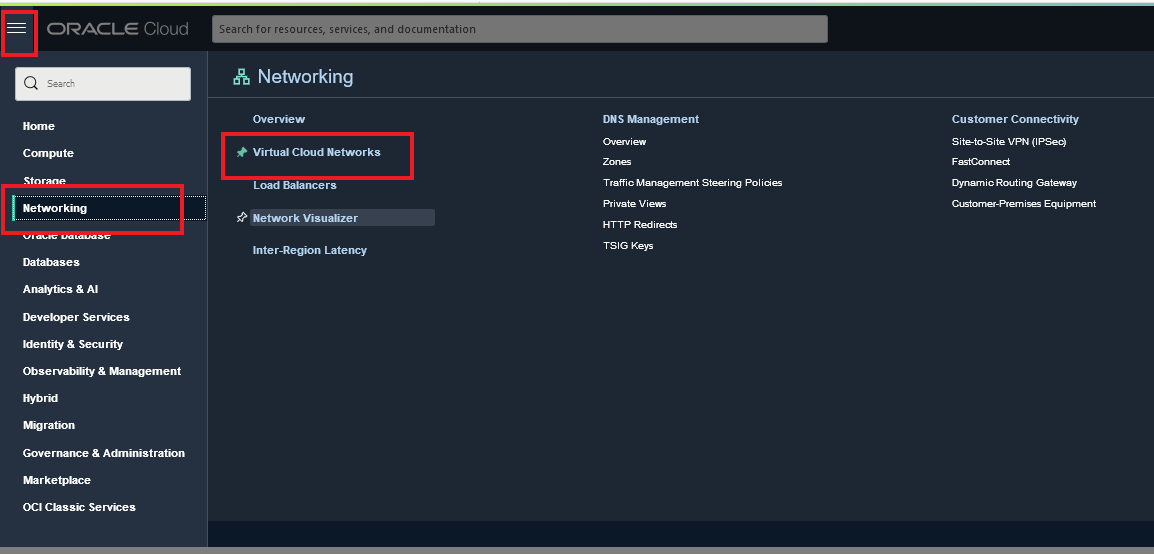 ORACLE Cloud
Search for resources, services, and documentation
Search
Home
Compute
Storage
Networking
Oracle Database
Databases
Analytics & AI
Developer Services
Identity & Security
Observability & Management
Hybrid
Migration
Governance & Administration
Marketplace
OCI Classic Services
Networking
Overview
Virtual Cloud Networks
Load Balancers
Network Visualizer
Inter-Region Latency
DNS Management
Overview
Zones
Traffic Management Steering Policies
Private Views
HTTP Redirects
TSIG Keys
Customer Connectivity
Site-to-Site VPN (IPSec)
FastConnect
Dynamic Routing Gateway
Customer-Premises Equipment